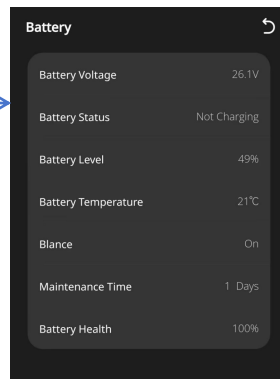 Battery
Battery Voltage 26.1V
Battery Status Not Charging
Battery Level 49%
Battery Temperature 21℃
Blance On
Maintenance Time 1 Days
Battery Health 100%